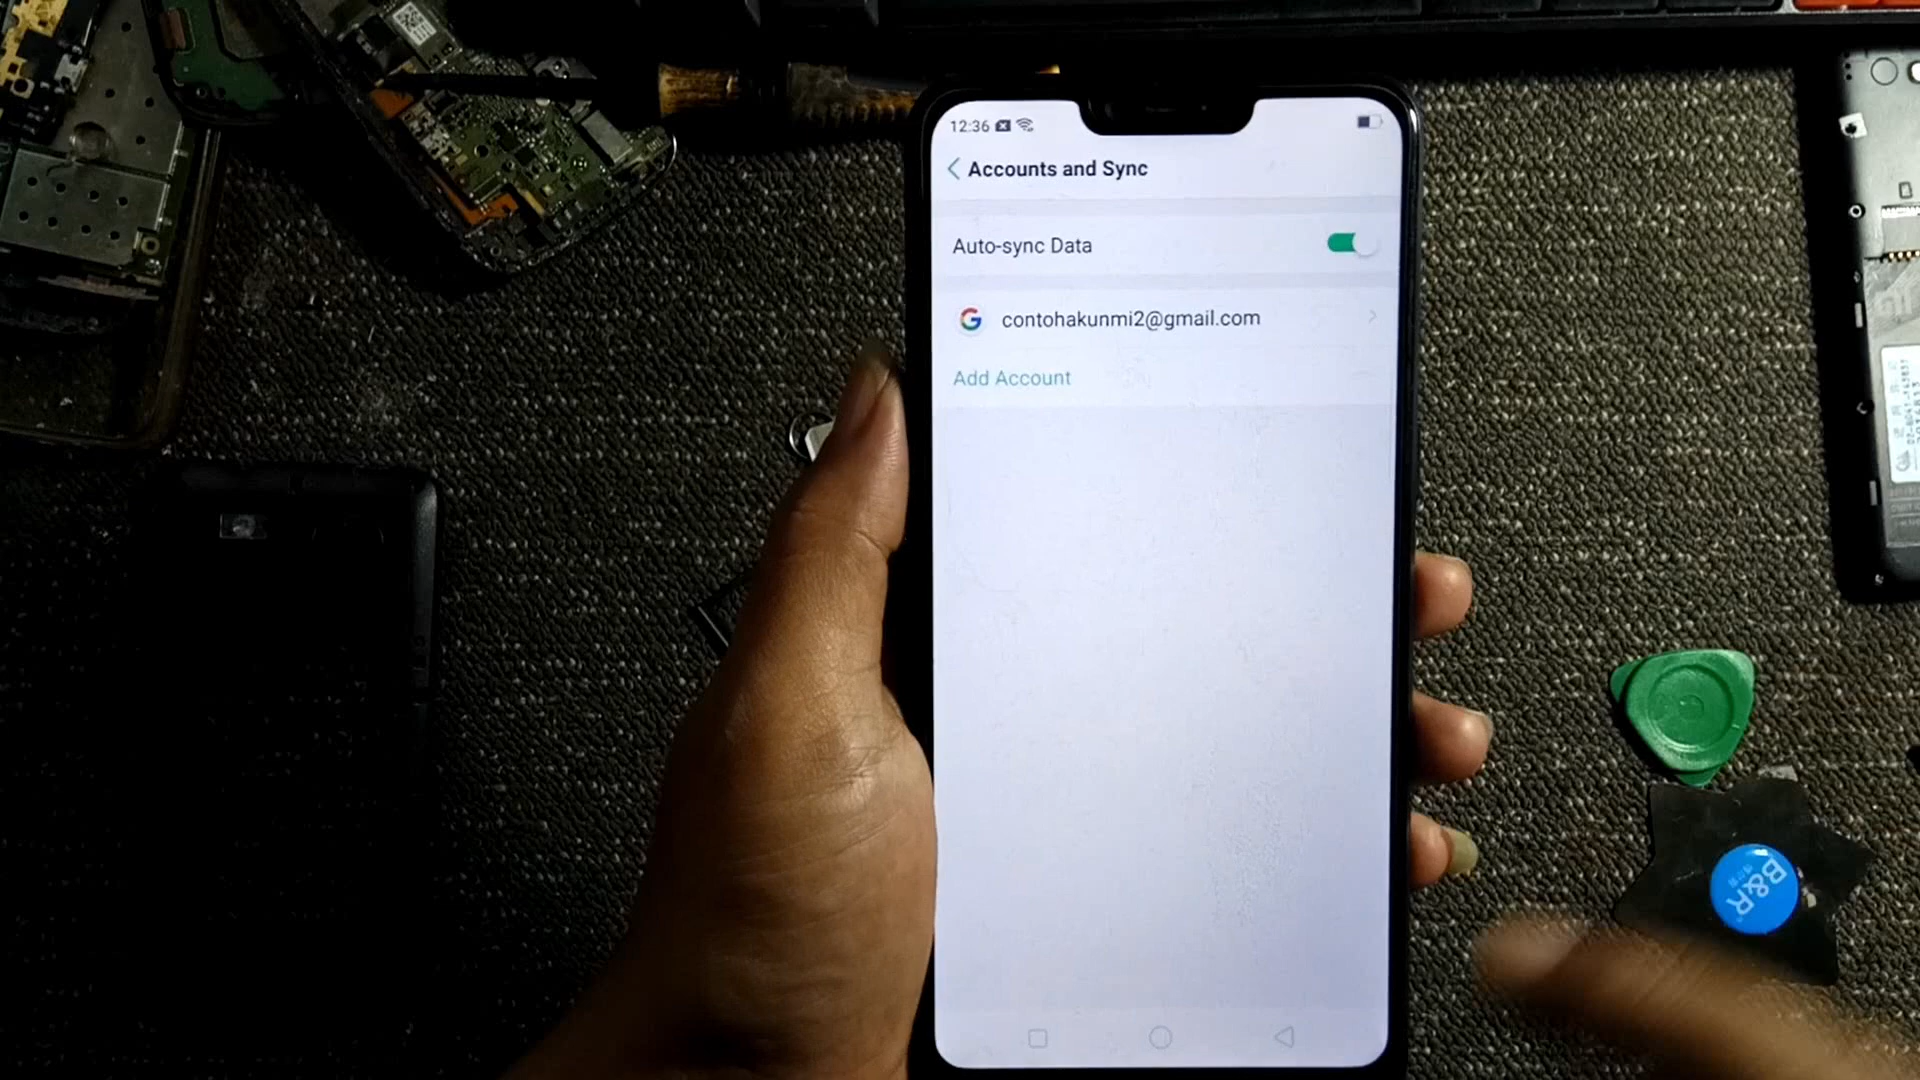 12:36
Accounts and Sync
Auto-sync Data
contohakunmi2@gmail.com
Add Account
B&R